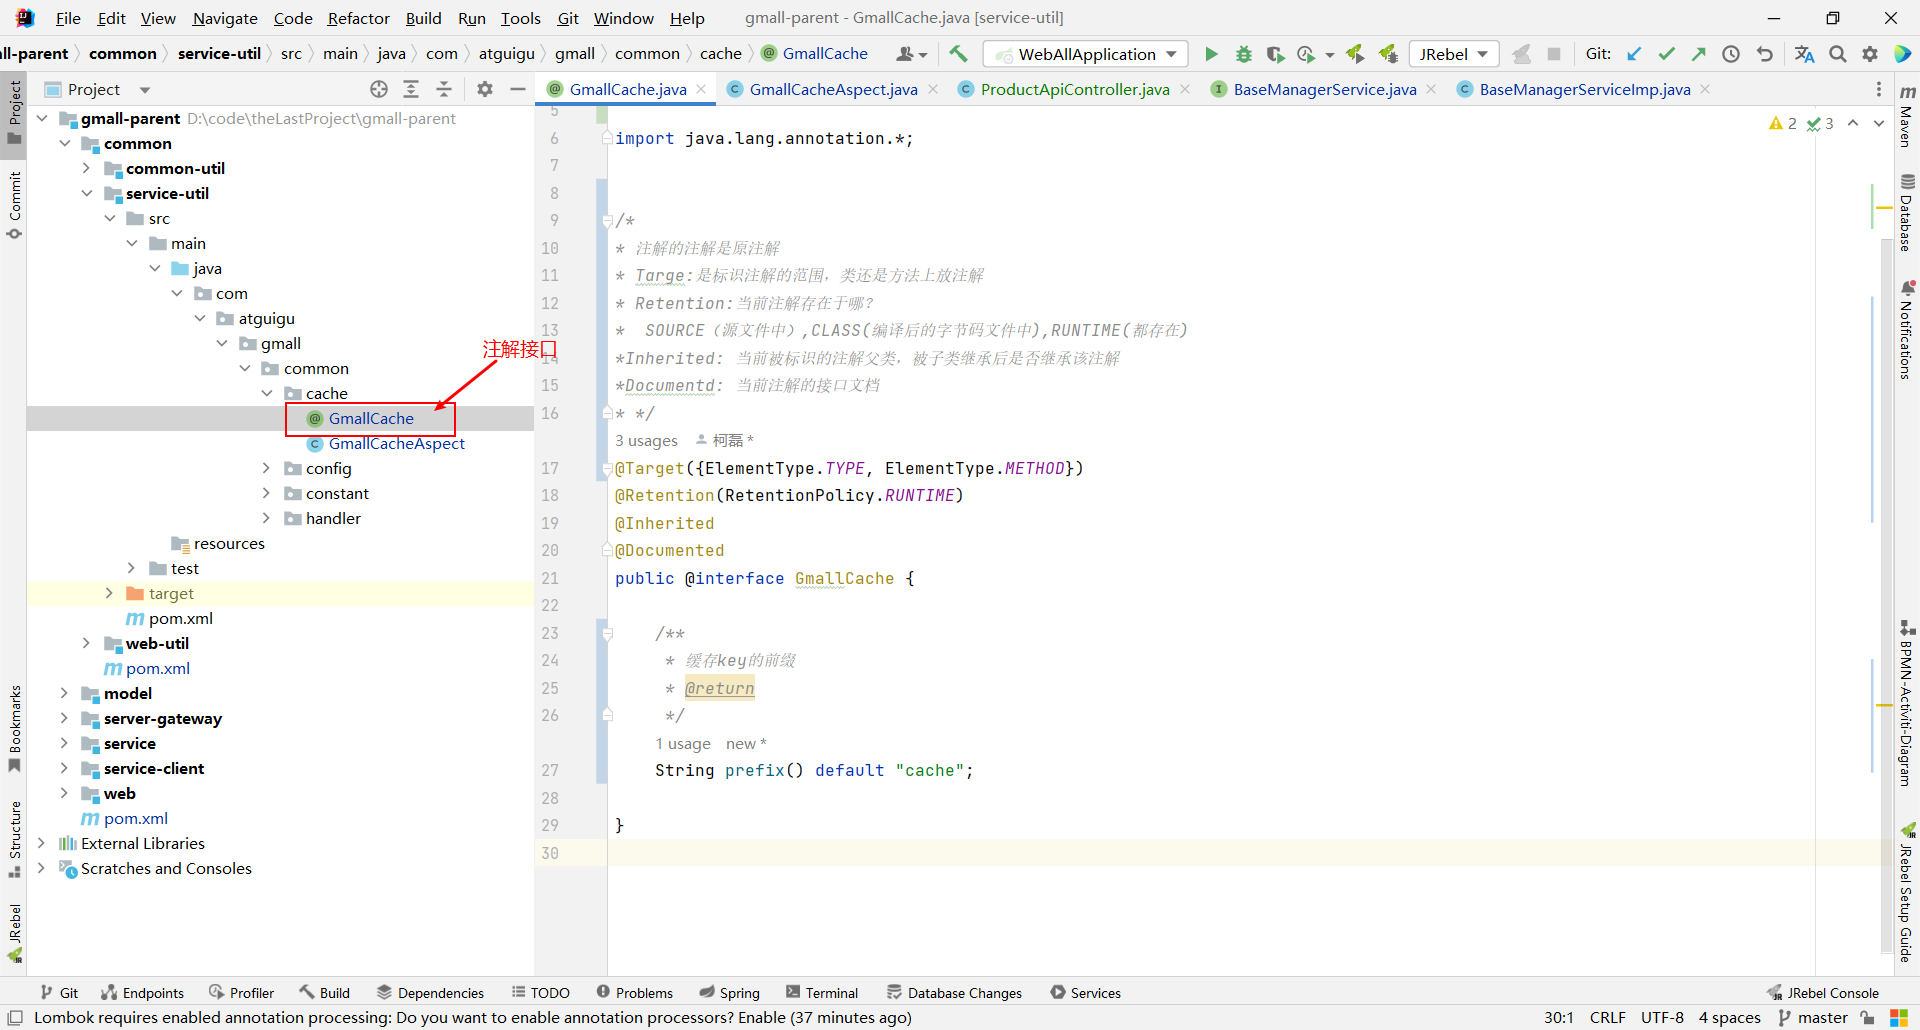 File Edit View Navigate Code Refactor Build Run Tools Git Window Help gmall-parent - GmallCache.java [service-util]
all-parent common service-util src main java com atguigu gmall common cache GmallCache WebAllApplication JRebel Git:
Project
GmallCache.java GmallCacheAspect.java ProductApiController.java BaseManagerService.java BaseManagerServiceImp.java
gmall-parent D:\code\theLastProject\gmall-parent
common
common-util
service-util
src
main
java
com
atguigu
gmall
注解接口
common
cache
GmallCache
GmallCacheAspect
config
constant
handler
resources
test
target
pom.xml
web-util
pom.xml
model
server-gateway
service
service-client
web
pom.xml
External Libraries
Scratches and Consoles
2 3
5
6 import java.lang.annotation.*;
7
8
9 /*
10 * 注解的注解是原注解
11 * Targe:是标识注解的范围，类还是方法上放注解
12 * Retention:当前注解存在于哪?
13 * SOURCE（源文件中）,CLASS(编译后的字节码文件中),RUNTIME(都存在)
14 *Inherited: 当前被标识的注解父类，被子类继承后是否继承该注解
15 *Documentd: 当前注解的接口文档
16 * */
3 usages 柯磊 *
17 @Target({ElementType.TYPE, ElementType.METHOD})
18 @Retention(RetentionPolicy.RUNTIME)
19 @Inherited
20 @Documented
21 public @interface GmallCache {
22
23 /**
24 * 缓存key的前缀
25 * @return
26 */
1 usage new *
27 String prefix() default "cache";
28
29 }
30
Project
Commit
Bookmarks
Structure
JRebel
Maven
Database
Notifications
BPMN-Activiti-Diagram
JRebel Setup Guide
Git Endpoints Profiler Build Dependencies TODO Problems Spring Terminal Database Changes Services JRebel Console
Lombok requires enabled annotation processing: Do you want to enable annotation processors? Enable (37 minutes ago) 30:1 CRLF UTF-8 4 spaces master